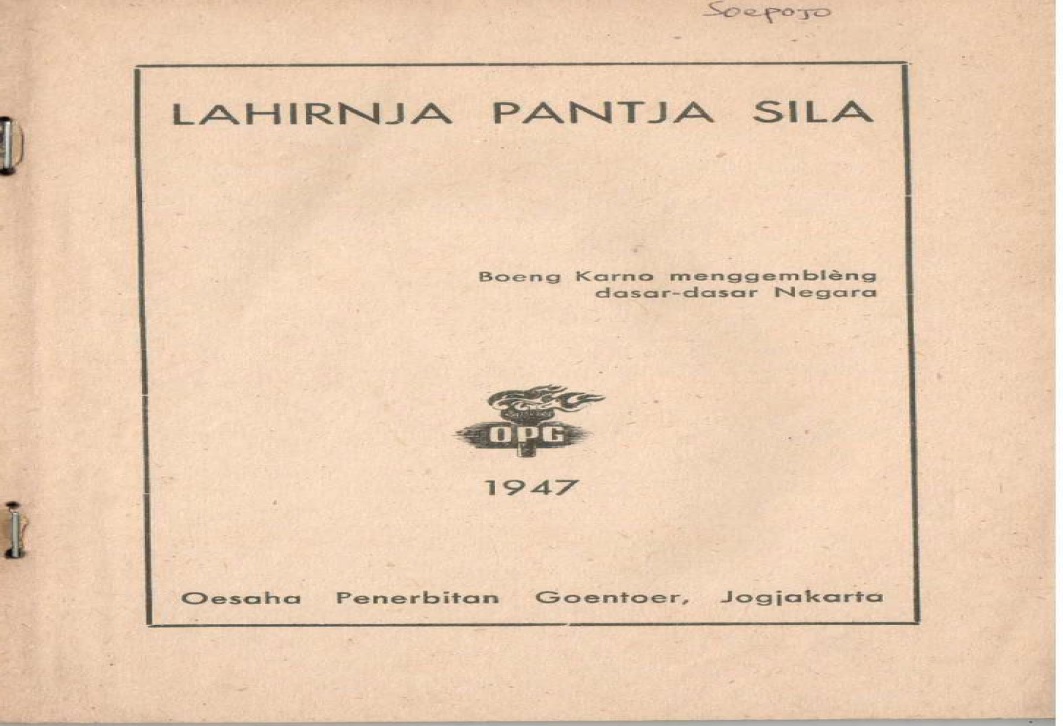 Soepojo
LAHIRNJA PANTJA SILA
Boeng Karno menggemblèng
dasar-dasar Negara
OPG
1947
Oesaha Penerbitan Goentoer, Jogjakarta